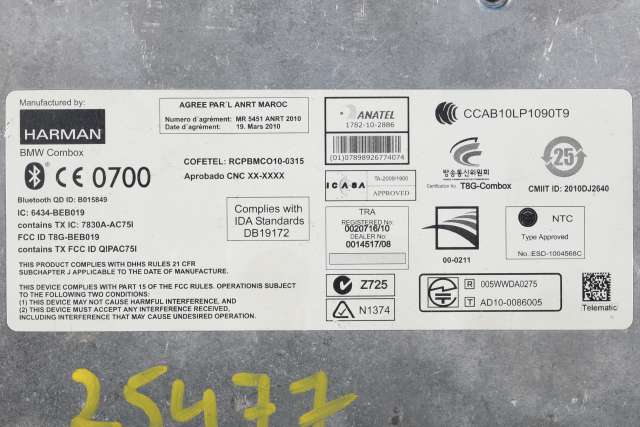 Manufactured by:
HARMAN
BMW Combox
CE 0700
Bluetooth QD ID: B015849
IC: 6434-BEB019
contains TX IC: 7830A-AC75I
FCC ID T8G-BEB019
contains TX FCC ID QIPAC75I
THIS PRODUCT COMPLIES WITH DHHS RULES 21 CFR
SUBCHAPTER J APPLICABLE TO THE DATE OF MANUFACTURE.
THIS DEVICE COMPLIES WITH PART 15 OF THE FCC RULES. OPERATIONIS SUBJECT
TO THE FOLLOWING TWO CONDITIONS:
(1) THIS DEVICE MAY NOT CAUSE HARMFUL INTERFERENCE, AND
(2) THIS DEVICE MUST ACCEPT ANY INTERFERENCE RECEIVED,
INCLUDING INTERFERENCE THAT MAY CAUSE UNDESIRED OPERATION
AGREE PAR´L ANRT MAROC
Numero d´agrément: MR 5451 ANRT 2010
Date d´agrément: 19. Mars 2010
COFETEL: RCPBMCO10-0315
Aprobado CNC XX-XXXX
Complies with
IDA Standards
DB19172
ANATEL
1782-10-2886
(01)07898926774074
ICASA
TA-2009/1900
APPROVED
TRA
REGISTERED No
0020716/10
DEALER No
0014517/08
Z725
N1374
CCAB10LP1090T9
방송통신위원회
Certification No. T8G-Combox
25
CMIIT ID: 2010DJ2640
00-0211
NTC
Type Approved
No.: ESD-1004568C
R 005WWDA0275
T AD10-0086005
Telematic
25477